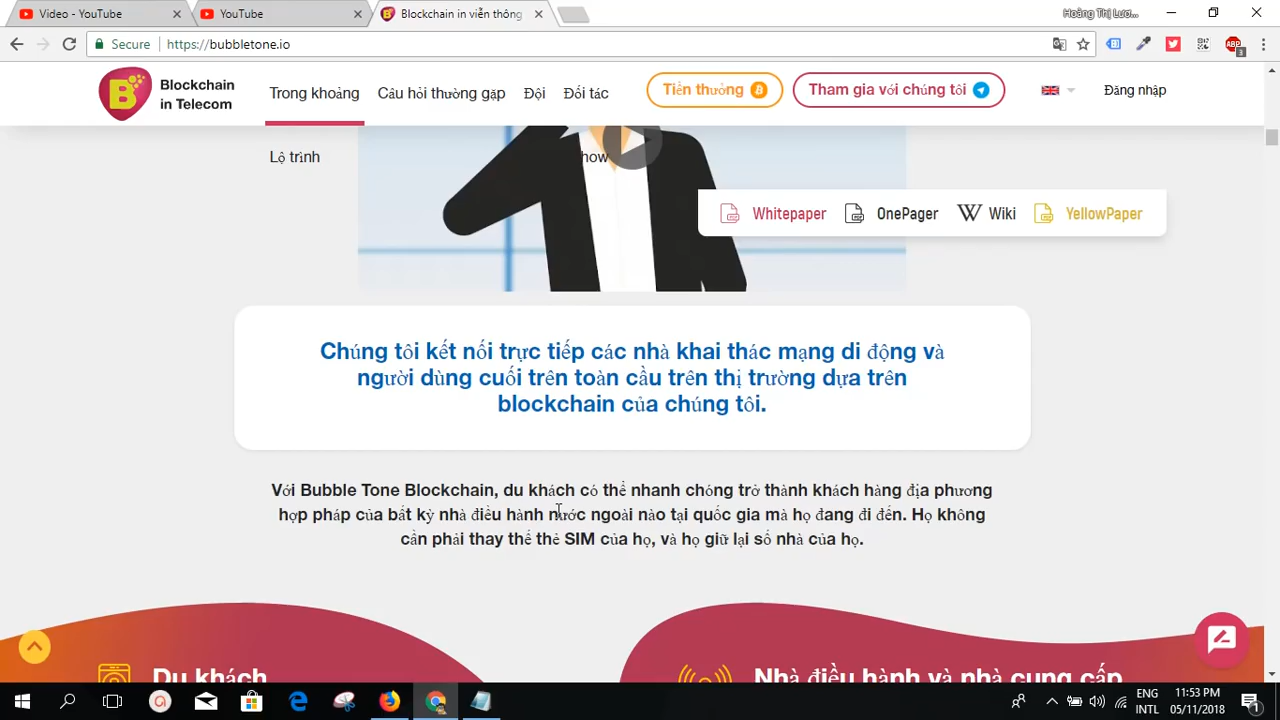 Video - YouTube
YouTube
Blockchain in viễn thông
Hoàng Thị Lươ...
Secure
https://bubbletone.io
ABP
3
B
Blockchain
in Telecom
Trong khoảng
Câu hỏi thường gặp
Đội
Đối tác
Tiền thưởng
Tham gia với chúng tôi
Đăng nhập
Lộ trình
how
Whitepaper
OnePager
W Wiki
YellowPaper
Chúng tôi kết nối trực tiếp các nhà khai thác mạng di động và
người dùng cuối trên toàn cầu trên thị trường dựa trên
blockchain của chúng tôi.
Với Bubble Tone Blockchain, du khách có thể nhanh chóng trở thành khách hàng địa phương
hợp pháp của bất kỳ nhà điều hành nước ngoài nào tại quốc gia mà họ đang đi đến. Họ không
cần phải thay thế thẻ SIM của họ, và họ giữ lại số nhà của họ.
Du khách
Nhà điều hành và nhà cung cấp
ENG
INTL
11:53 PM
05/11/2018
1